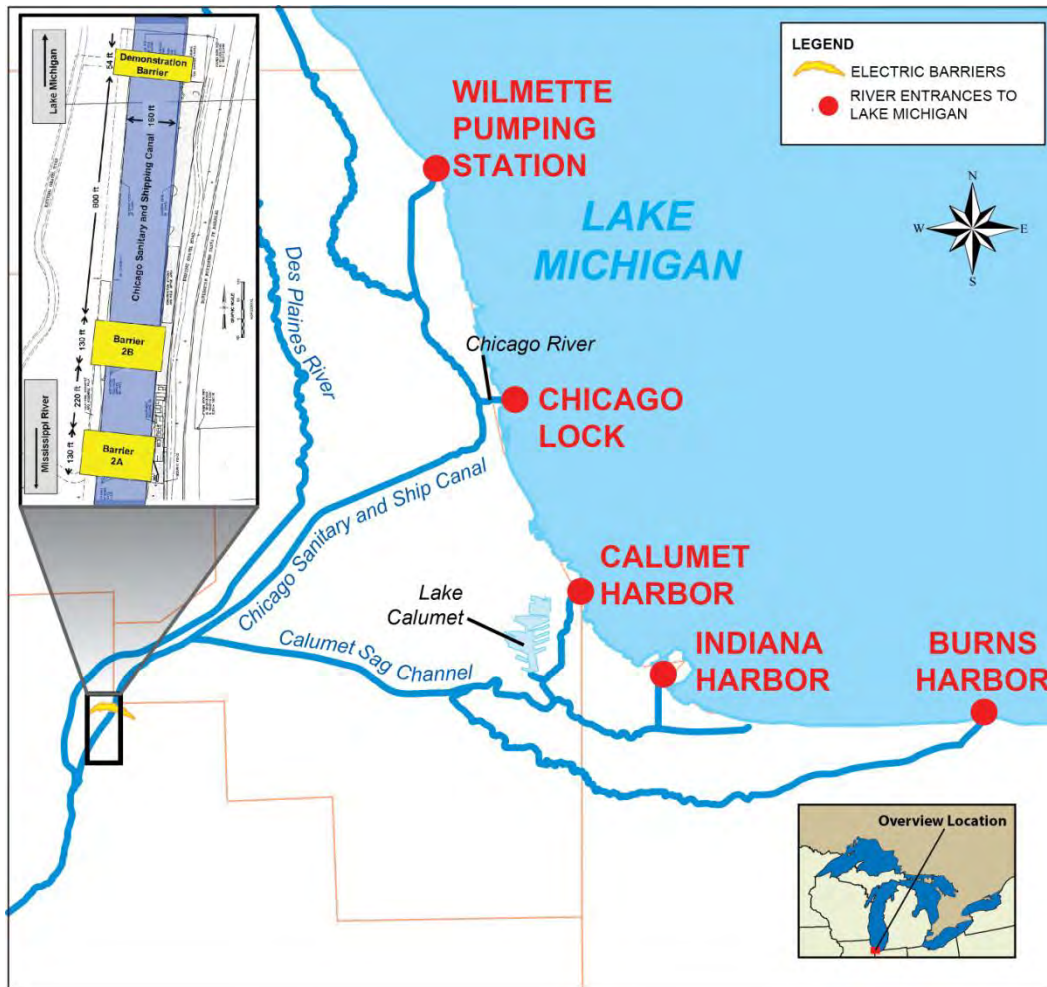 Lake Michigan
54 ft
Demonstration
Barrier
160 ft
800 ft
Chicago Sanitary and Shipping Canal
130 ft
Barrier
2B
220 ft
Mississippi River
130 ft
Barrier
2A
LEGEND
ELECTRIC BARRIERS
RIVER ENTRANCES TO
LAKE MICHIGAN
WILMETTE
PUMPING
STATION
LAKE
MICHIGAN
N
W
E
S
Des Plaines River
Chicago River
CHICAGO
LOCK
Chicago Sanitary and Ship Canal
CALUMET
HARBOR
Lake
Calumet
Calumet Sag Channel
INDIANA
HARBOR
BURNS
HARBOR
Overview Location